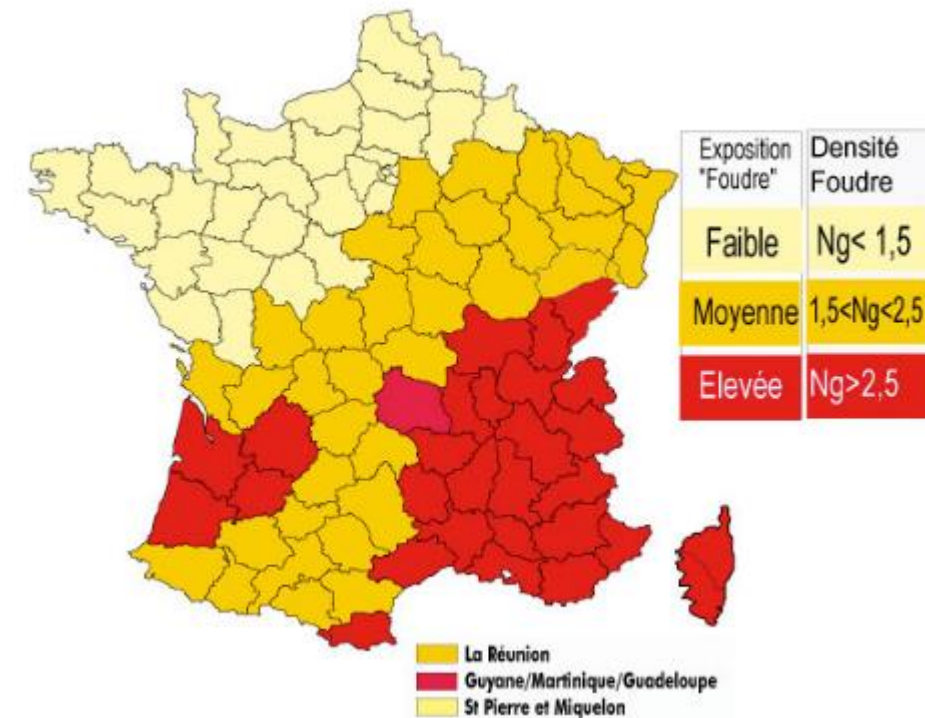 Exposition "Foudre"
Densité Foudre
Faible
Ng< 1,5
Moyenne
1,5<Ng<2,5
Elevée
Ng>2,5
La Réunion
Guyane/Martinique/Guadeloupe
St Pierre et Miquelon